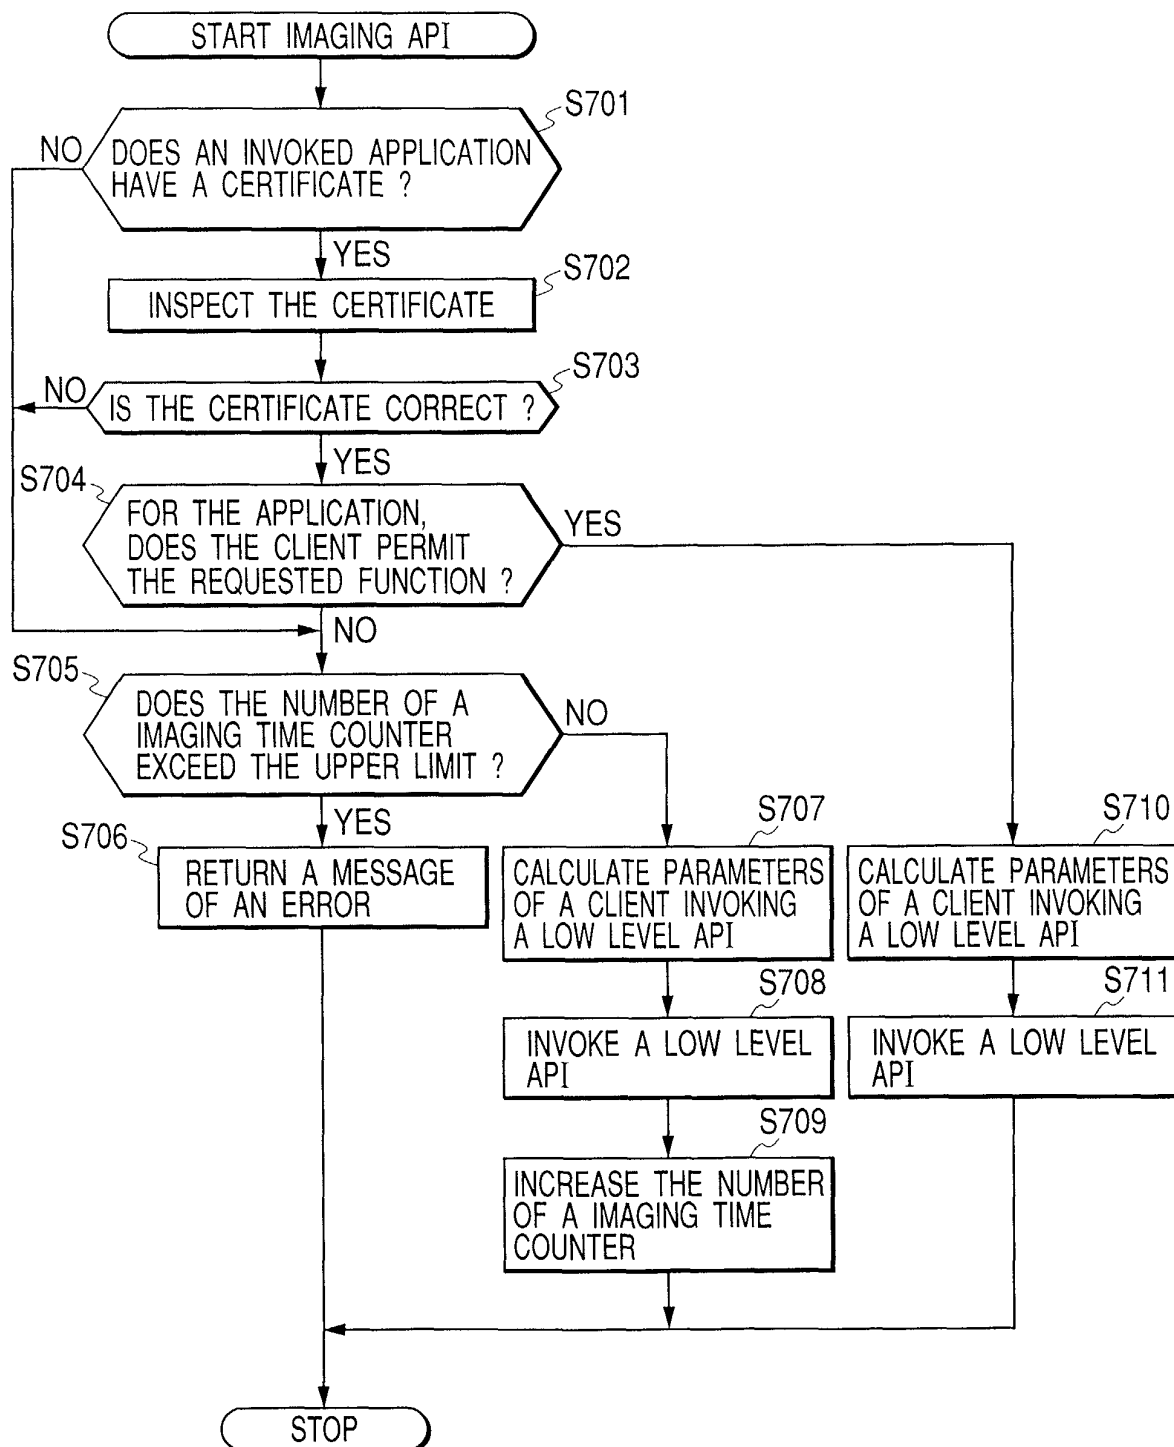 START IMAGING API
S701
NO
DOES AN INVOKED APPLICATION
HAVE A CERTIFICATE ?
YES
S702
INSPECT THE CERTIFICATE
S703
NO
IS THE CERTIFICATE CORRECT ?
YES
S704
FOR THE APPLICATION,
DOES THE CLIENT PERMIT
THE REQUESTED FUNCTION ?
YES
NO
S705
DOES THE NUMBER OF A
IMAGING TIME COUNTER
EXCEED THE UPPER LIMIT ?
NO
YES
S706
RETURN A MESSAGE
OF AN ERROR
S707
CALCULATE PARAMETERS
OF A CLIENT INVOKING
A LOW LEVEL API
S710
CALCULATE PARAMETERS
OF A CLIENT INVOKING
A LOW LEVEL API
S708
INVOKE A LOW LEVEL
API
S711
INVOKE A LOW LEVEL
API
S709
INCREASE THE NUMBER
OF A IMAGING TIME
COUNTER
STOP